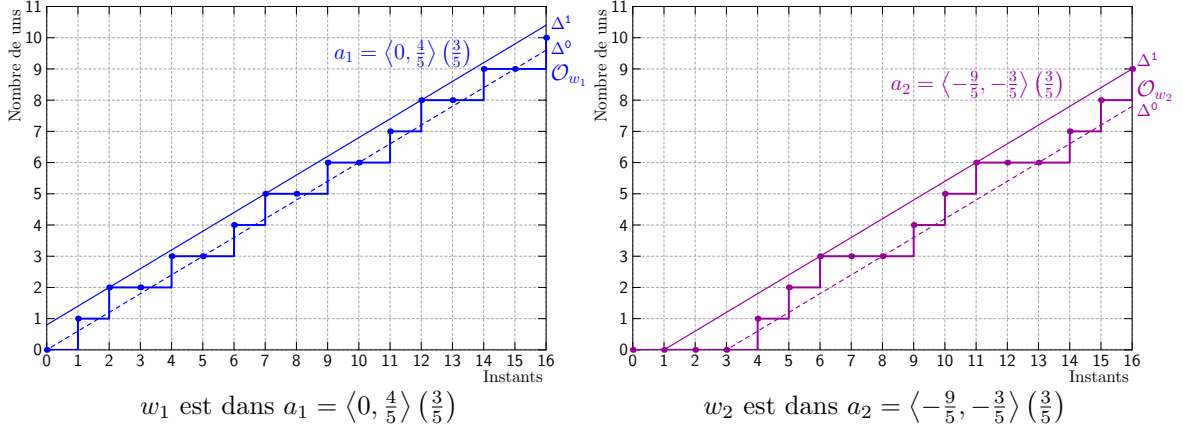 Nombre de uns
11
10
9
8
7
6
5
4
3
2
1
0
0 1 2 3 4 5 6 7 8 9 10 11 12 13 14 15 16
Instants
a₁ = ⟨0, 4/5⟩ (3/5)
Δ¹
Δ⁰
𝒪w₁
w₁ est dans a₁ = ⟨0, 4/5⟩ (3/5)
Nombre de uns
11
10
9
8
7
6
5
4
3
2
1
0
0 1 2 3 4 5 6 7 8 9 10 11 12 13 14 15 16
Instants
a₂ = ⟨-9/5, -3/5⟩ (3/5)
Δ¹
𝒪w₂
Δ⁰
w₂ est dans a₂ = ⟨-9/5, -3/5⟩ (3/5)